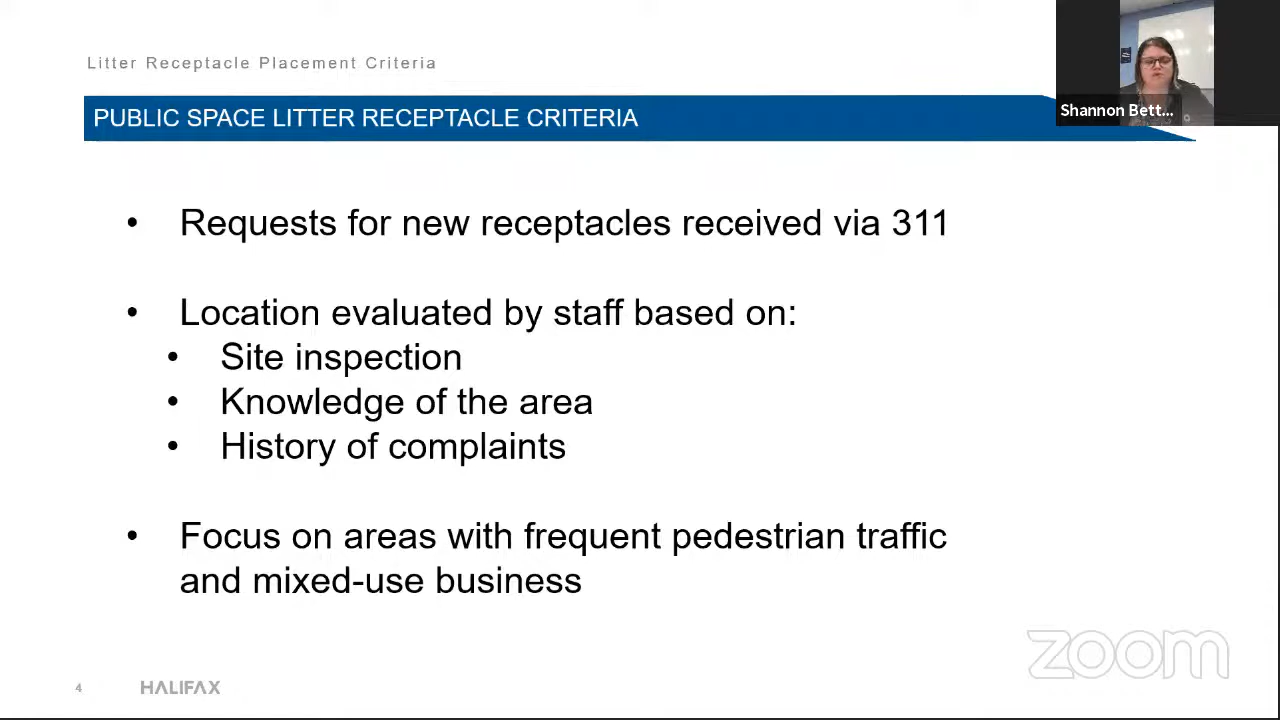 Litter Receptacle Placement Criteria
PUBLIC SPACE LITTER RECEPTACLE CRITERIA
Shannon Bett...
• Requests for new receptacles received via 311
• Location evaluated by staff based on:
• Site inspection
• Knowledge of the area
• History of complaints
• Focus on areas with frequent pedestrian traffic
and mixed-use business
zoom
4
HALIFAX